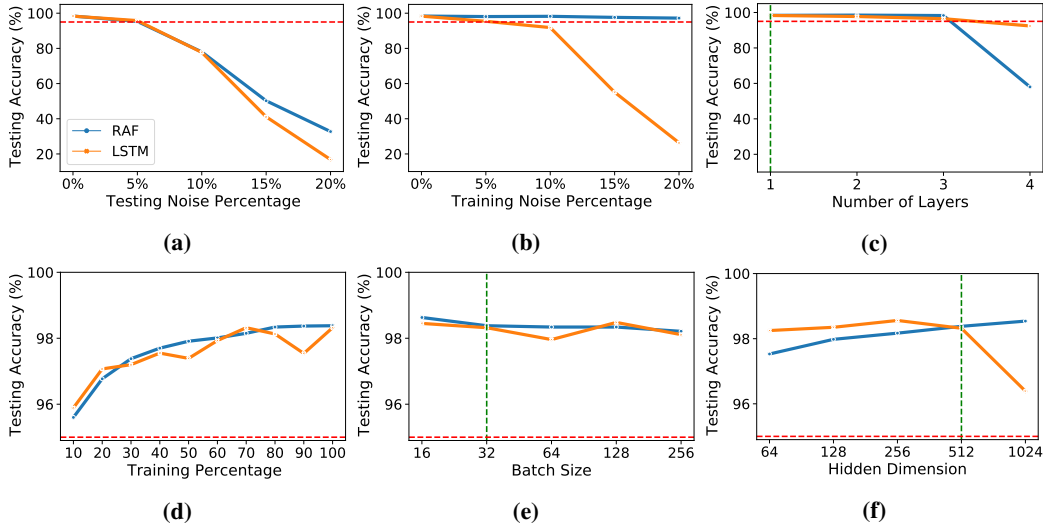 Testing Accuracy (%)
100
80
60
40
20
RAF
LSTM
0% 5% 10% 15% 20%
Testing Noise Percentage
(a)
Testing Accuracy (%)
100
80
60
40
20
0% 5% 10% 15% 20%
Training Noise Percentage
(b)
Testing Accuracy (%)
100
80
60
40
20
1 2 3 4
Number of Layers
(c)
Testing Accuracy (%)
100
98
96
10 20 30 40 50 60 70 80 90 100
Training Percentage
(d)
Testing Accuracy (%)
100
98
96
16 32 64 128 256
Batch Size
(e)
Testing Accuracy (%)
100
98
96
64 128 256 512 1024
Hidden Dimension
(f)